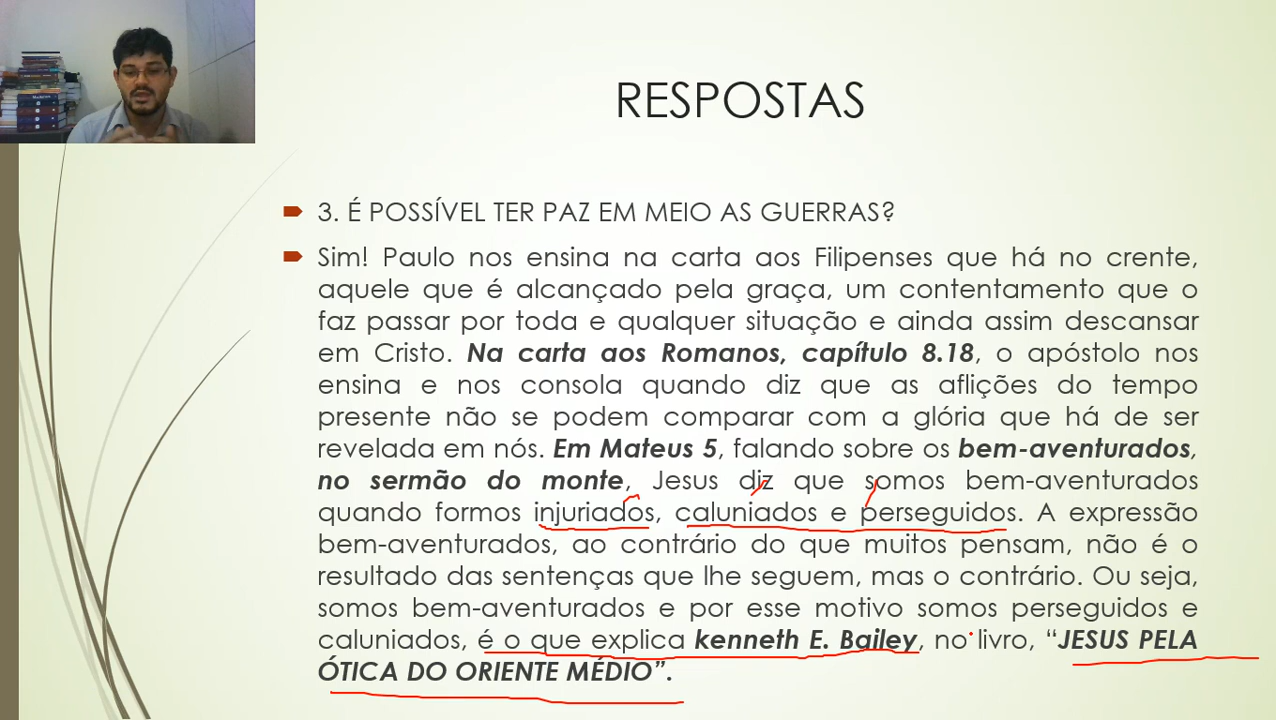 RESPOSTAS
3. É POSSÍVEL TER PAZ EM MEIO AS GUERRAS?
Sim! Paulo nos ensina na carta aos Filipenses que há no crente,
aquele que é alcançado pela graça, um contentamento que o
faz passar por toda e qualquer situação e ainda assim descansar
em Cristo. Na carta aos Romanos, capítulo 8.18, o apóstolo nos
ensina e nos consola quando diz que as aflições do tempo
presente não se podem comparar com a glória que há de ser
revelada em nós. Em Mateus 5, falando sobre os bem-aventurados,
no sermão do monte, Jesus diz que somos bem-aventurados
quando formos injuriados, caluniados e perseguidos. A expressão
bem-aventurados, ao contrário do que muitos pensam, não é o
resultado das sentenças que lhe seguem, mas o contrário. Ou seja,
somos bem-aventurados e por esse motivo somos perseguidos e
caluniados, é o que explica kenneth E. Bailey, no livro, “JESUS PELA
ÓTICA DO ORIENTE MÉDIO”.